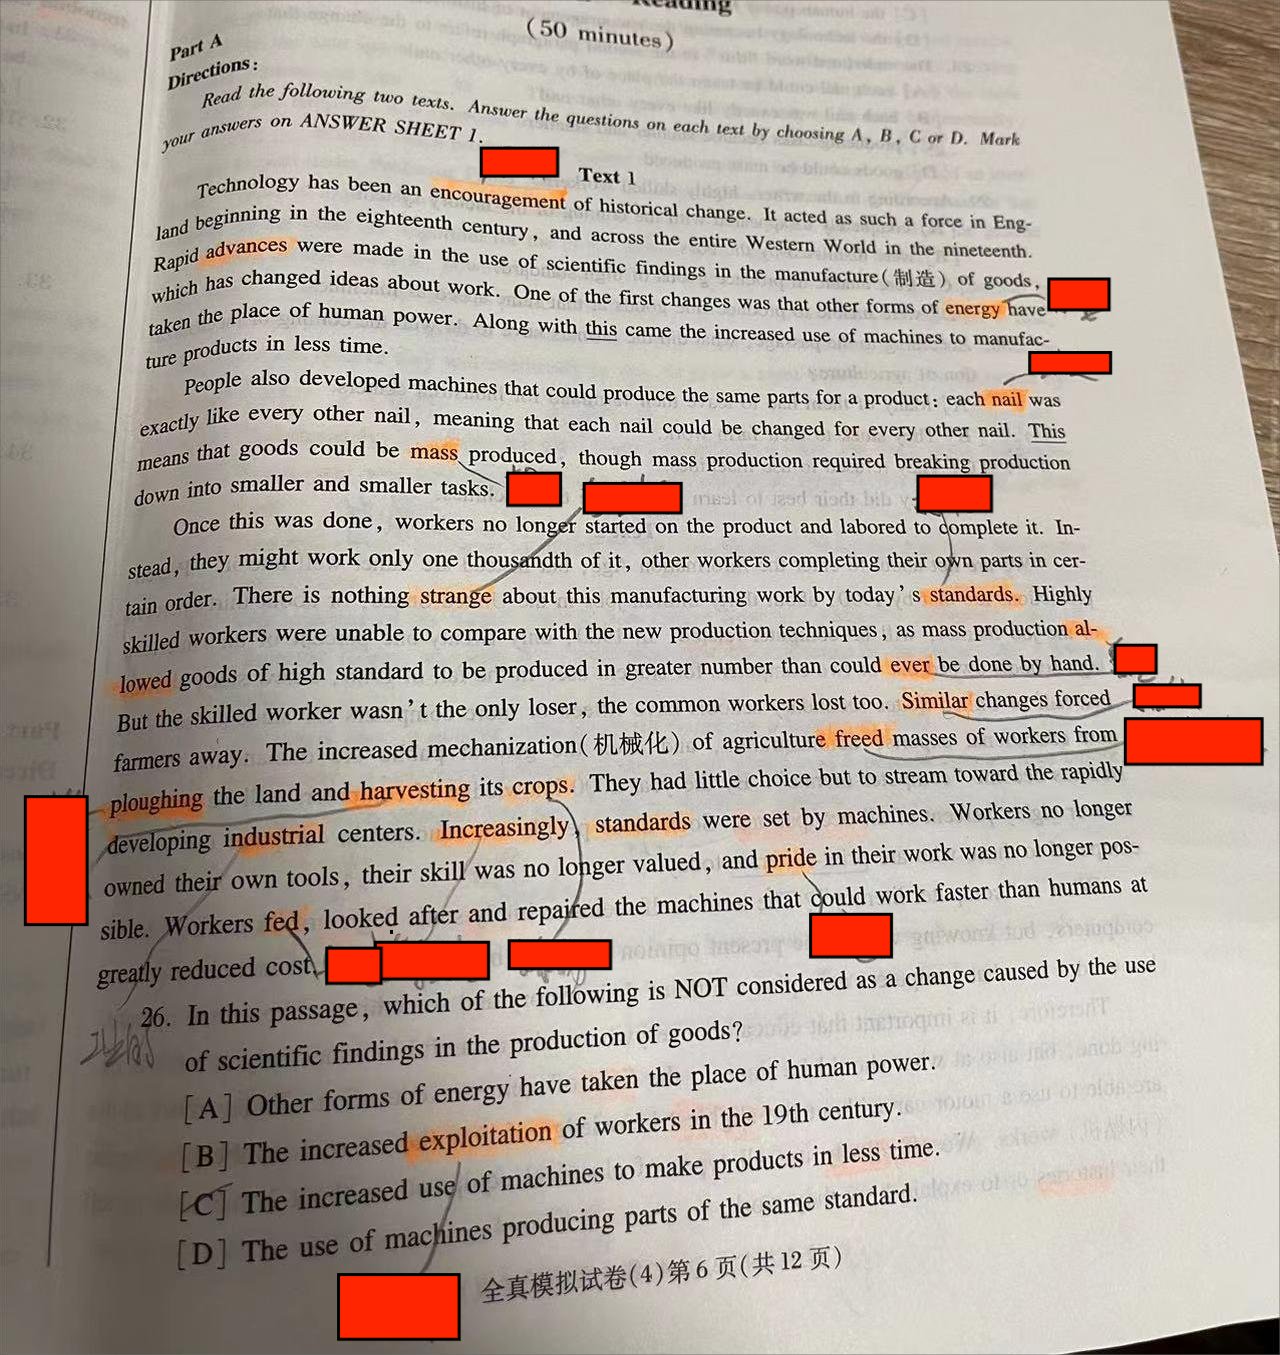 Reading
(50 minutes)
Part A
Directions:
Read the following two texts. Answer the questions on each text by choosing A, B, C or D. Mark
your answers on ANSWER SHEET 1.
Text 1
Technology has been an encouragement of historical change. It acted as such a force in Eng-
land beginning in the eighteenth century, and across the entire Western World in the nineteenth.
Rapid advances were made in the use of scientific findings in the manufacture(制造) of goods,
which has changed ideas about work. One of the first changes was that other forms of energy have
taken the place of human power. Along with this came the increased use of machines to manufac-
ture products in less time.
People also developed machines that could produce the same parts for a product: each nail was
exactly like every other nail, meaning that each nail could be changed for every other nail. This
means that goods could be mass produced, though mass production required breaking production
down into smaller and smaller tasks.
Once this was done, workers no longer started on the product and labored to complete it. In-
stead, they might work only one thousandth of it, other workers completing their own parts in cer-
tain order. There is nothing strange about this manufacturing work by today's standards. Highly
skilled workers were unable to compare with the new production techniques, as mass production al-
lowed goods of high standard to be produced in greater number than could ever be done by hand.
But the skilled worker wasn't the only loser, the common workers lost too. Similar changes forced
farmers away. The increased mechanization(机械化) of agriculture freed masses of workers from
ploughing the land and harvesting its crops. They had little choice but to stream toward the rapidly
developing industrial centers. Increasingly, standards were set by machines. Workers no longer
owned their own tools, their skill was no longer valued, and pride in their work was no longer pos-
sible. Workers fed, looked after and repaired the machines that could work faster than humans at
greatly reduced cost.
26. In this passage, which of the following is NOT considered as a change caused by the use
of scientific findings in the production of goods?
[A] Other forms of energy have taken the place of human power.
[B] The increased exploitation of workers in the 19th century.
[C] The increased use of machines to make products in less time.
[D] The use of machines producing parts of the same standard.
全真模拟试卷(4)第 6 页(共 12 页)